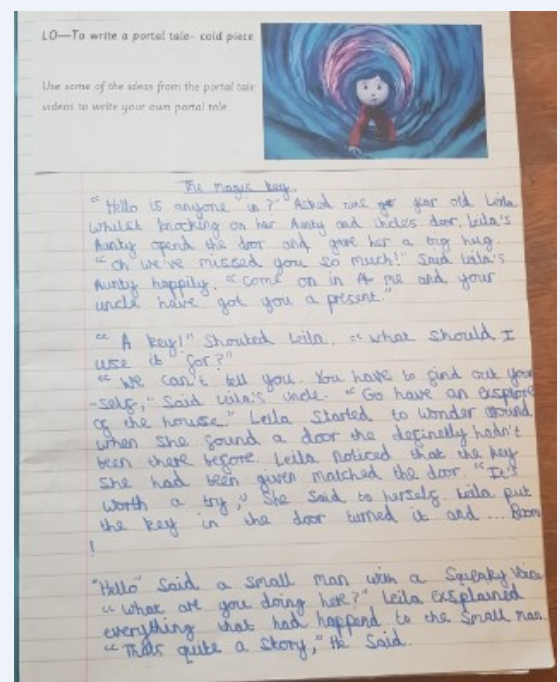 LO—To write a portal tale- cold piece
Use some of the ideas from the portal tale
videos to write your own portal tale
The magic key.
"Hello is anyone in?" Asked nine year old Leila
whilst knocking on her Aunty and Uncles door. Leila's
Aunty opend the door and gave her a big hug.
"Oh we've missed you so much!" Said Leila's
Aunty happily. "Come on in me and your
uncle have got you a present."
"A key!" Shouted Leila. "What should I
use it for?"
"We can't tell you. You have to find out your
-self," Said Leila's uncle. "Go have an exsplore
of the house." Leila started to wonder around
when she found a door the definelly hadn't
been there before. Leila noticed that the key
she had been given matched the door. "It's
worth a try," She said to herself. Leila put
the key in the door turned it and ... Boom
!
"Hello" Said a small man with a Squeaky Voice
"What are you doing here?" Leila exsplained
everything that had happend to the small man.
"Thats quite a story," He Said.